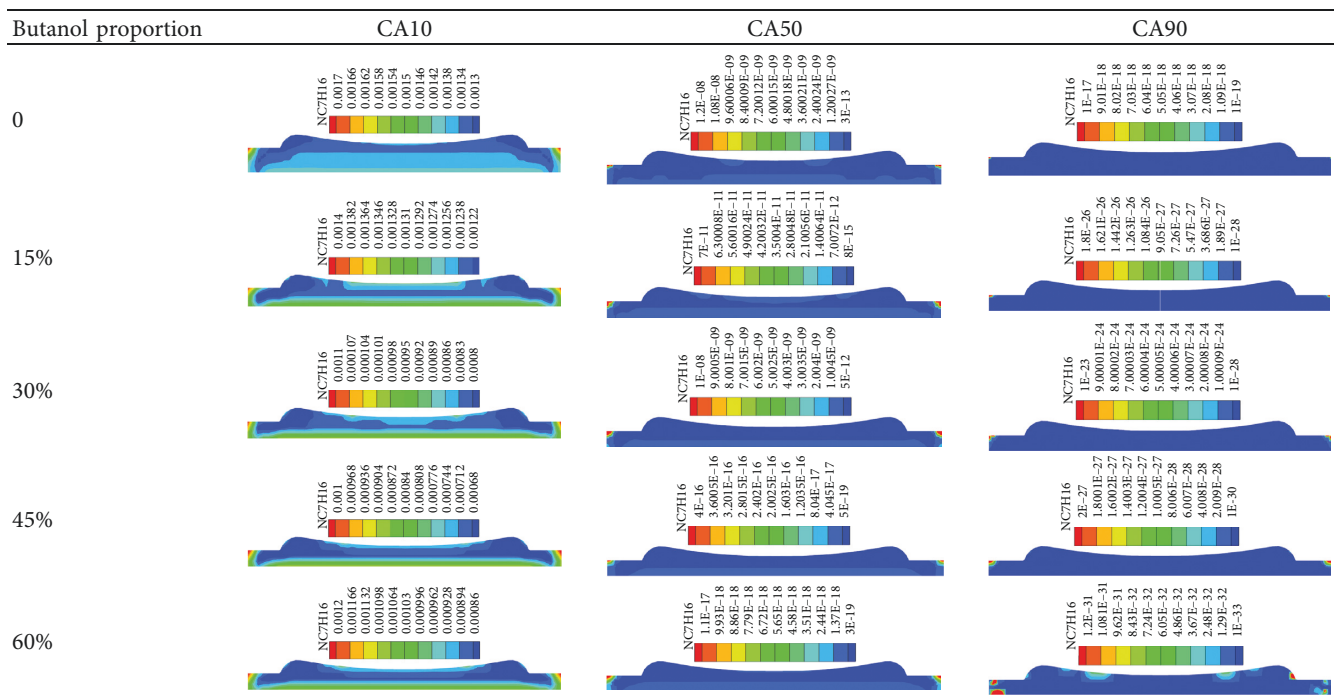 Butanol proportion CA10 CA50 CA90
0
NC7H16 0.0017 0.00166 0.00162 0.00158 0.00154 0.0015 0.00146 0.00142 0.00138 0.00134 0.0013
NC7H16 1.2E–08 1.08E–08 9.60006E–09 8.40009E–09 7.20012E–09 6.00015E–09 4.80018E–09 3.60021E–09 2.40024E–09 1.20027E–09 3E–13
NC7H16 1E–17 9.01E–18 8.02E–18 7.03E–18 6.04E–18 5.05E–18 4.06E–18 3.07E–18 2.08E–18 1.09E–18 1E–19
15%
NC7H16 0.0014 0.001382 0.001364 0.001346 0.001328 0.00131 0.001292 0.001274 0.001256 0.001238 0.00122
NC7H16 7E–11 6.30008E–11 5.60016E–11 4.90024E–11 4.20032E–11 3.5004E–11 2.80048E–11 2.10056E–11 1.40064E–11 7.0072E–12 8E–15
NC7H16 1.8E–26 1.621E–26 1.442E–26 1.263E–26 1.084E–26 9.05E–27 7.26E–27 5.47E–27 3.686E–27 1.89E–27 1E–28
30%
NC7H16 0.0011 0.00107 0.00104 0.00101 0.00098 0.00095 0.00092 0.00089 0.00086 0.00083 0.0008
NC7H16 1E–08 9.0005E–09 8.001E–09 7.0015E–09 6.002E–09 5.0025E–09 4.003E–09 3.0035E–09 2.004E–09 1.0045E–09 5E–12
NC7H16 1E–23 9.00001E–24 8.00002E–24 7.00003E–24 6.00004E–24 5.00005E–24 4.00006E–24 3.00007E–24 2.00008E–24 1.00009E–24 1E–28
45%
NC7H16 0.001 0.000968 0.000936 0.000904 0.000872 0.00084 0.000808 0.000776 0.000744 0.000712 0.00068
NC7H16 4E–16 3.6005E–16 3.201E–16 2.8015E–16 2.402E–16 2.0025E–16 1.603E–16 1.2035E–16 8.04E–17 4.045E–17 5E–19
NC7H16 2E–27 1.8001E–27 1.6002E–27 1.4003E–27 1.2004E–27 1.0005E–27 8.006E–28 6.007E–28 4.008E–28 2.009E–28 1E–30
60%
NC7H16 0.0012 0.001166 0.001132 0.001098 0.001064 0.00103 0.000996 0.000962 0.000928 0.000894 0.00086
NC7H16 1.1E–17 9.93E–18 8.86E–18 7.79E–18 6.72E–18 5.65E–18 4.58E–18 3.51E–18 2.44E–18 1.37E–18 3E–19
NC7H16 1.2E–31 1.081E–31 9.62E–31 8.43E–32 7.24E–32 6.05E–32 4.86E–32 3.67E–32 2.48E–32 1.29E–32 1E–33